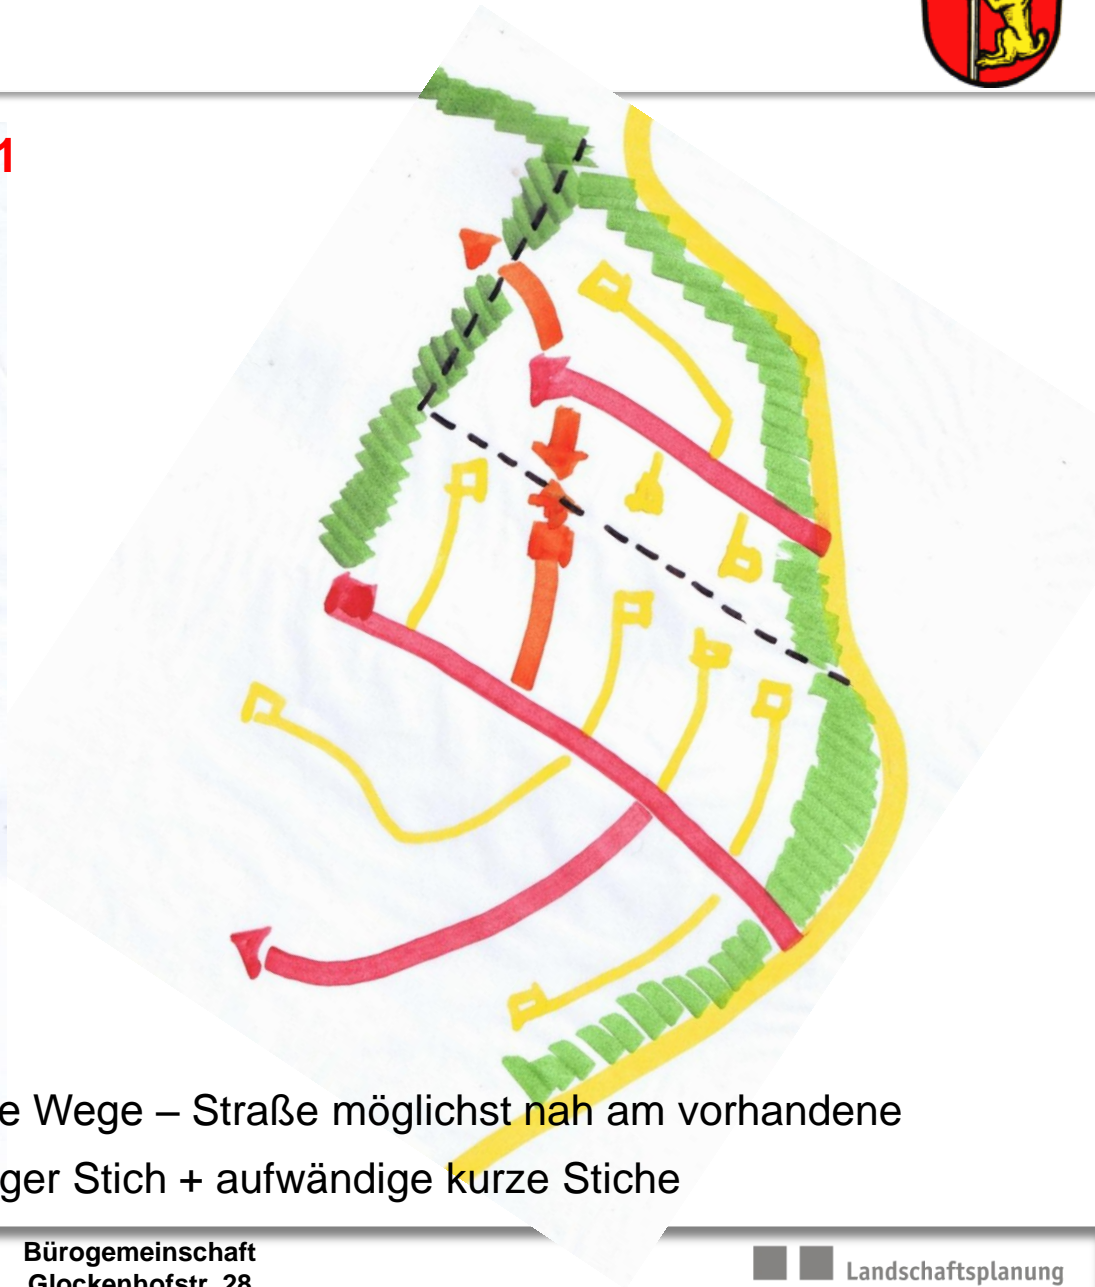 1
e Wege – Straße möglichst nah am vorhandene
ger Stich + aufwändige kurze Stiche
Bürogemeinschaft
Glockenhofstr. 28
Landschaftsplanung